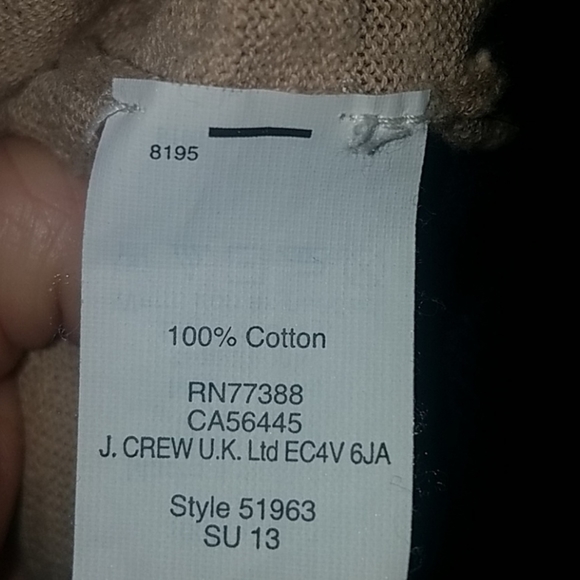 8195
100% Cotton
RN77388
CA56445
J. CREW U.K. Ltd EC4V 6JA
Style 51963
SU 13